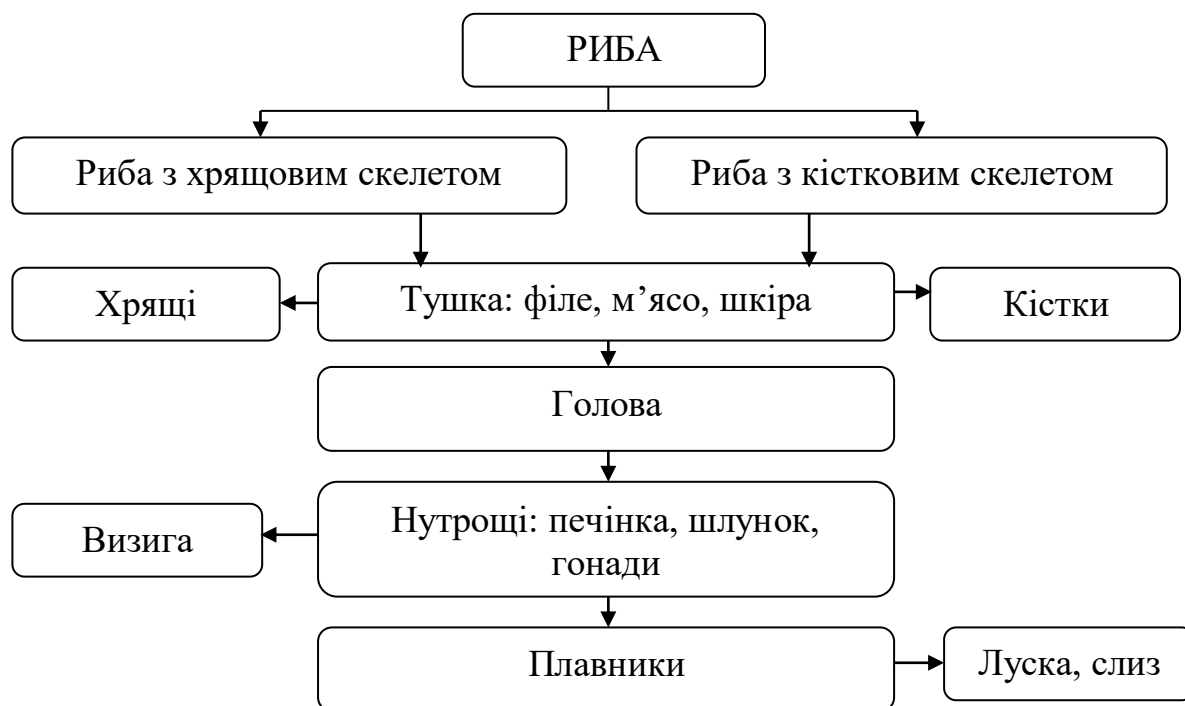 РИБА
Риба з хрящовим скелетом
Риба з кістковим скелетом
Хрящі
Тушка: філе, м’ясо, шкіра
Кістки
Голова
Визига
Нутрощі: печінка, шлунок,
гонади
Плавники
Луска, слиз